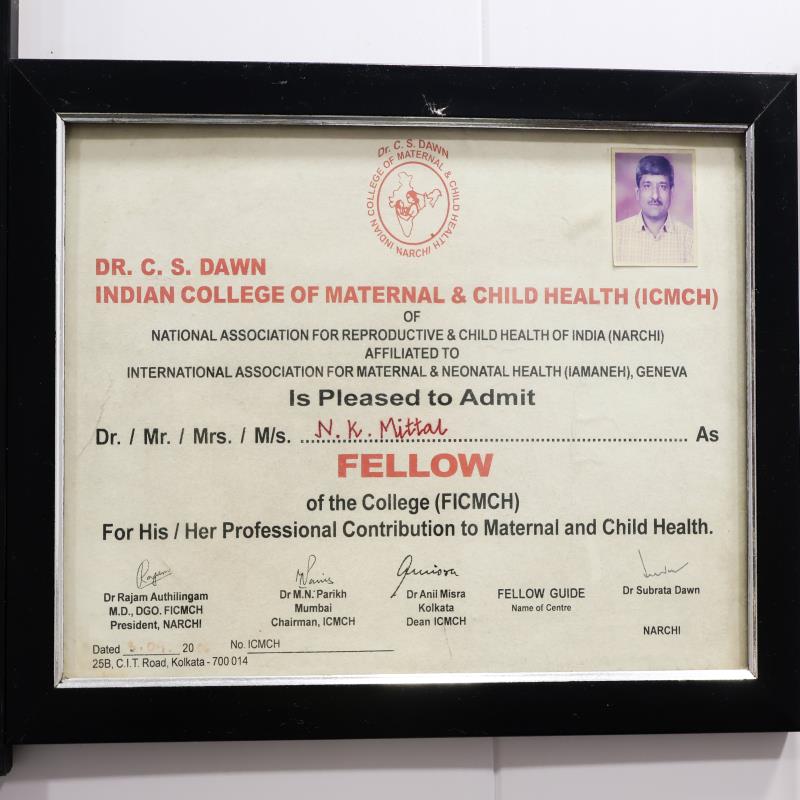 Dr. C. S. DAWN
INDIAN COLLEGE OF MATERNAL & CHILD HEALTH
NARCHI
DR. C. S. DAWN
INDIAN COLLEGE OF MATERNAL & CHILD HEALTH (ICMCH)
OF
NATIONAL ASSOCIATION FOR REPRODUCTIVE & CHILD HEALTH OF INDIA (NARCHI)
AFFILIATED TO
INTERNATIONAL ASSOCIATION FOR MATERNAL & NEONATAL HEALTH (iAMANEH), GENEVA
Is Pleased to Admit
Dr. / Mr. / Mrs. / M/s. N. K. Mittal As
FELLOW
of the College (FICMCH)
For His / Her Professional Contribution to Maternal and Child Health.
Dr Rajam Authilingam
M.D., DGO. FICMCH
President, NARCHI
Dr M.N. Parikh
Mumbai
Chairman, ICMCH
Dr Anil Misra
Kolkata
Dean ICMCH
FELLOW GUIDE
Name of Centre
Dr Subrata Dawn
NARCHI
Dated 20 No. ICMCH
25B, C.I.T. Road, Kolkata - 700 014